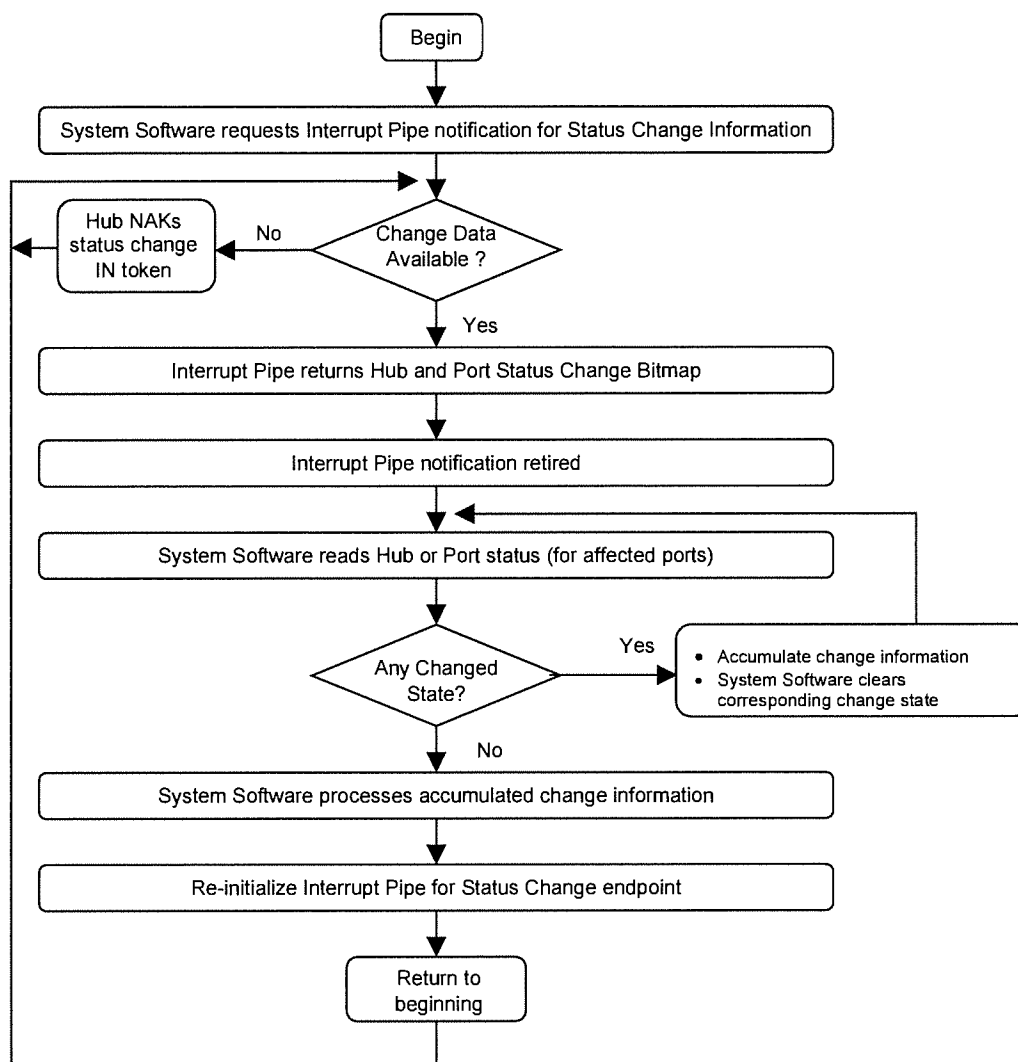 Begin
System Software requests Interrupt Pipe notification for Status Change Information
Hub NAKs
status change
IN token
No
Change Data
Available ?
Yes
Interrupt Pipe returns Hub and Port Status Change Bitmap
Interrupt Pipe notification retired
System Software reads Hub or Port status (for affected ports)
Any Changed
State?
Yes
• Accumulate change information
• System Software clears
corresponding change state
No
System Software processes accumulated change information
Re-initialize Interrupt Pipe for Status Change endpoint
Return to
beginning